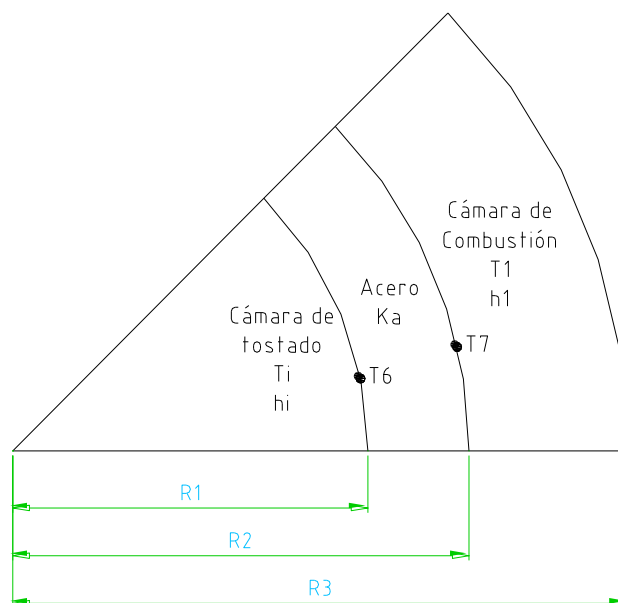 Cámara de
Combustión
T1
h1
Acero
Ka
Cámara de
tostado
Ti
hi
T7
T6
R1
R2
R3